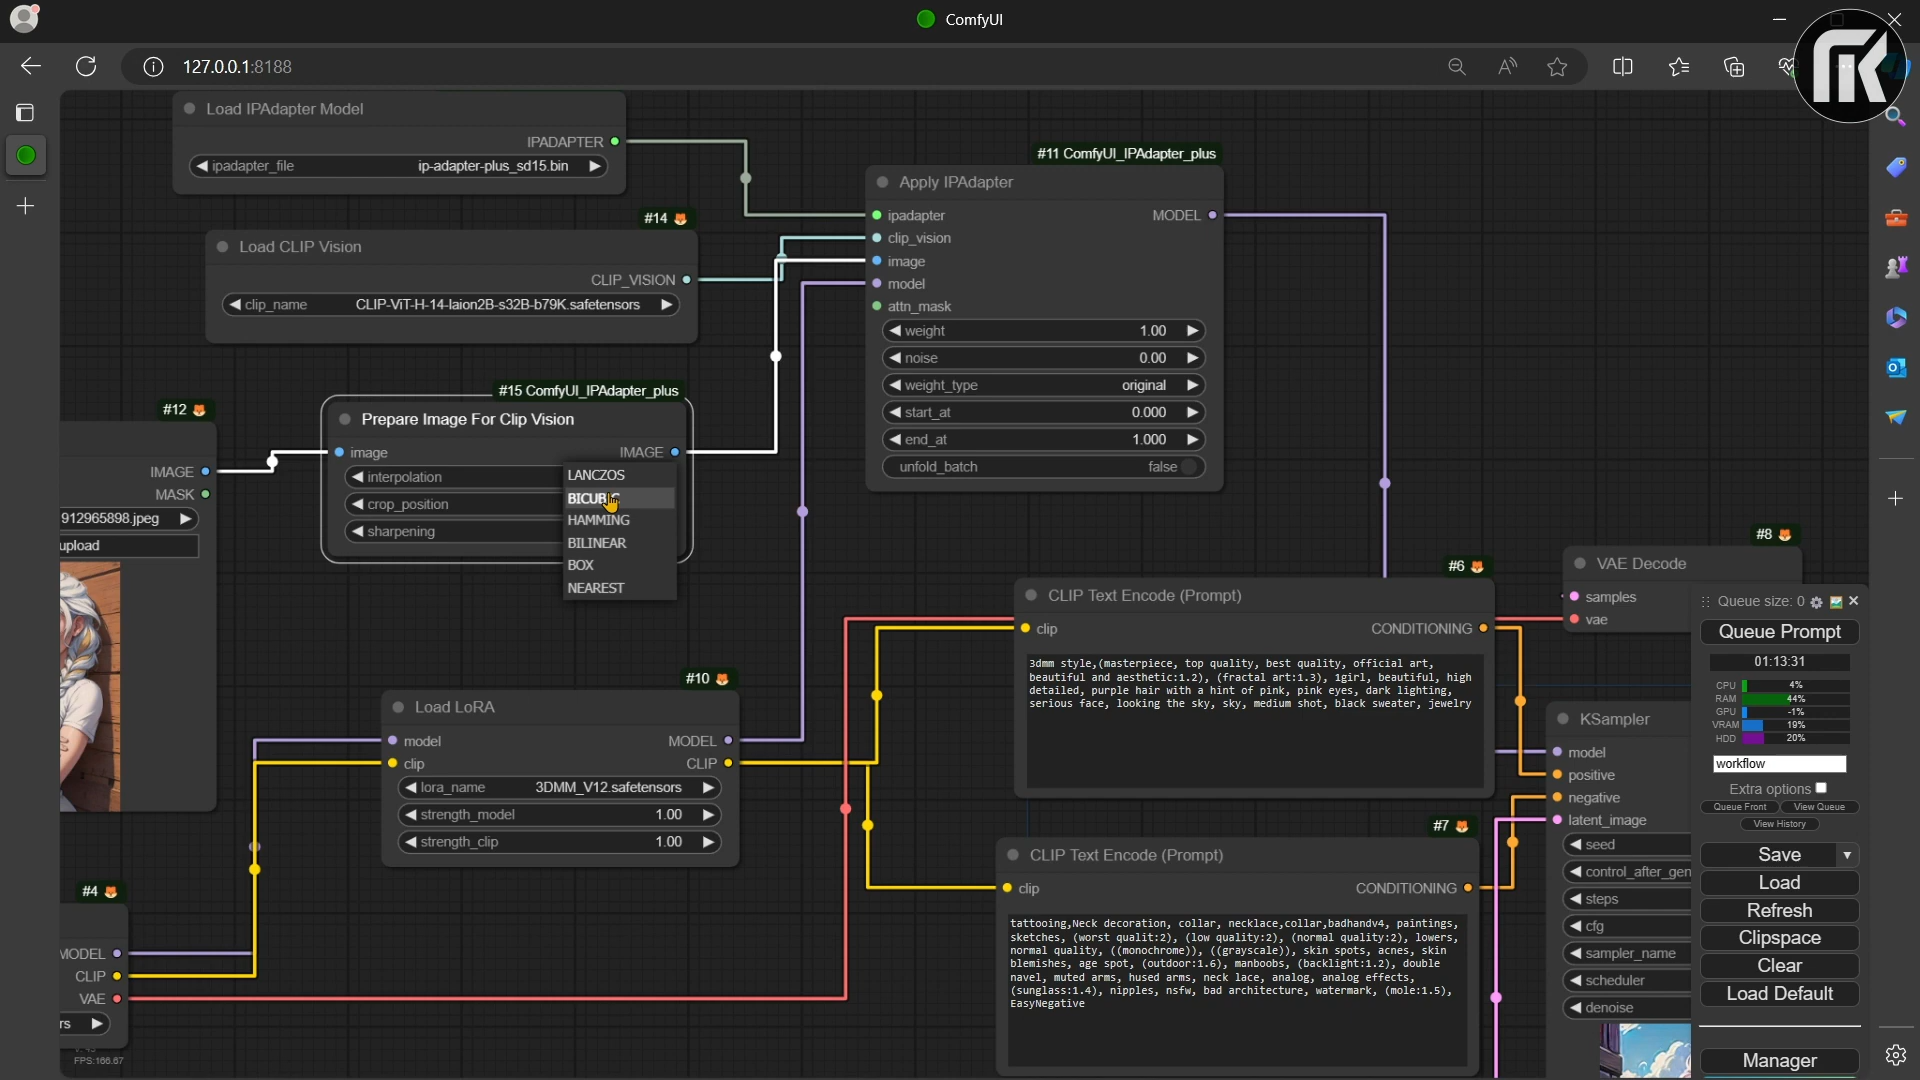 ComfyUI
127.0.0.1:8188
Load IPAdapter Model
IPADAPTER
ipadapter_file ip-adapter-plus_sd15.bin
#14
Load CLIP Vision
CLIP_VISION
clip_name CLIP-ViT-H-14-laion2B-s32B-b79K.safetensors
#11 ComfyUI_IPAdapter_plus
Apply IPAdapter
ipadapter MODEL
clip_vision
image
model
attn_mask
weight 1.00
noise 0.00
weight_type original
start_at 0.000
end_at 1.000
unfold_batch false
#12
IMAGE
MASK
912965898.jpeg
upload
#15 ComfyUI_IPAdapter_plus
Prepare Image For Clip Vision
image IMAGE
interpolation
crop_position
sharpening
LANCZOS
BICUBIC
HAMMING
BILINEAR
BOX
NEAREST
#10
Load LoRA
model MODEL
clip CLIP
lora_name 3DMM_V12.safetensors
strength_model 1.00
strength_clip 1.00
#4
MODEL
CLIP
VAE
rs
FPS:166.67
#6
CLIP Text Encode (Prompt)
clip CONDITIONING
3dmm style,(masterpiece, top quality, best quality, official art,
beautiful and aesthetic:1.2), (fractal art:1.3), 1girl, beautiful, high
detailed, purple hair with a hint of pink, pink eyes, dark lighting,
serious face, looking the sky, sky, medium shot, black sweater, jewelry
#7
CLIP Text Encode (Prompt)
clip CONDITIONING
tattooing,Neck decoration, collar, necklace,collar,badhandv4, paintings,
sketches, (worst qualit:2), (low quality:2), (normal quality:2), lowers,
normal quality, ((monochrome)), ((grayscale)), skin spots, acnes, skin
blemishes, age spot, (outdoor:1.6), manboobs, (backlight:1.2), double
navel, muted arms, hused arms, neck lace, analog, analog effects,
(sunglass:1.4), nipples, nsfw, bad architecture, watermark, (mole:1.5),
EasyNegative
#8
VAE Decode
samples
vae
KSampler
model
positive
negative
latent_image
seed
control_after_gen
steps
cfg
sampler_name
scheduler
denoise
Queue size: 0
Queue Prompt
01:13:31
CPU 4%
RAM 44%
GPU -1%
VRAM 19%
HDD 20%
workflow
Extra options
Queue Front View Queue
View History
Save
Load
Refresh
Clipspace
Clear
Load Default
Manager